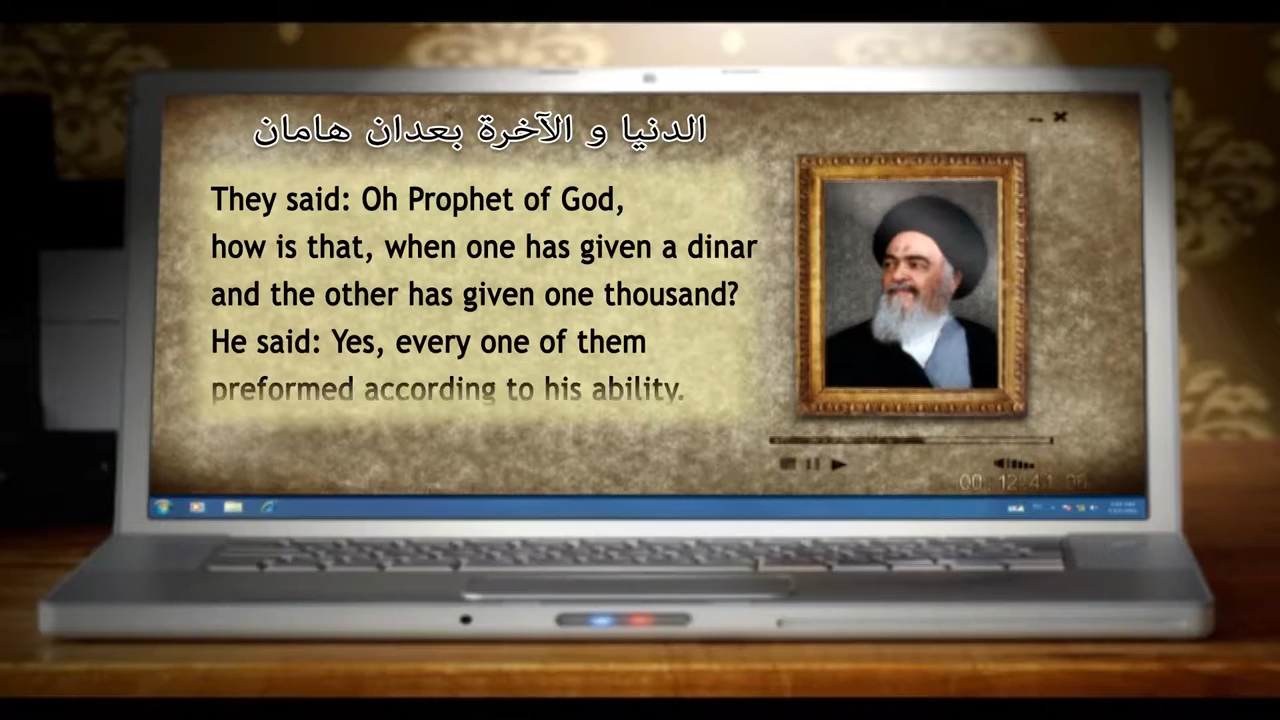 الدنيا و الآخرة بعدان هامان
They said: Oh Prophet of God,
how is that, when one has given a dinar
and the other has given one thousand?
He said: Yes, every one of them
preformed according to his ability.